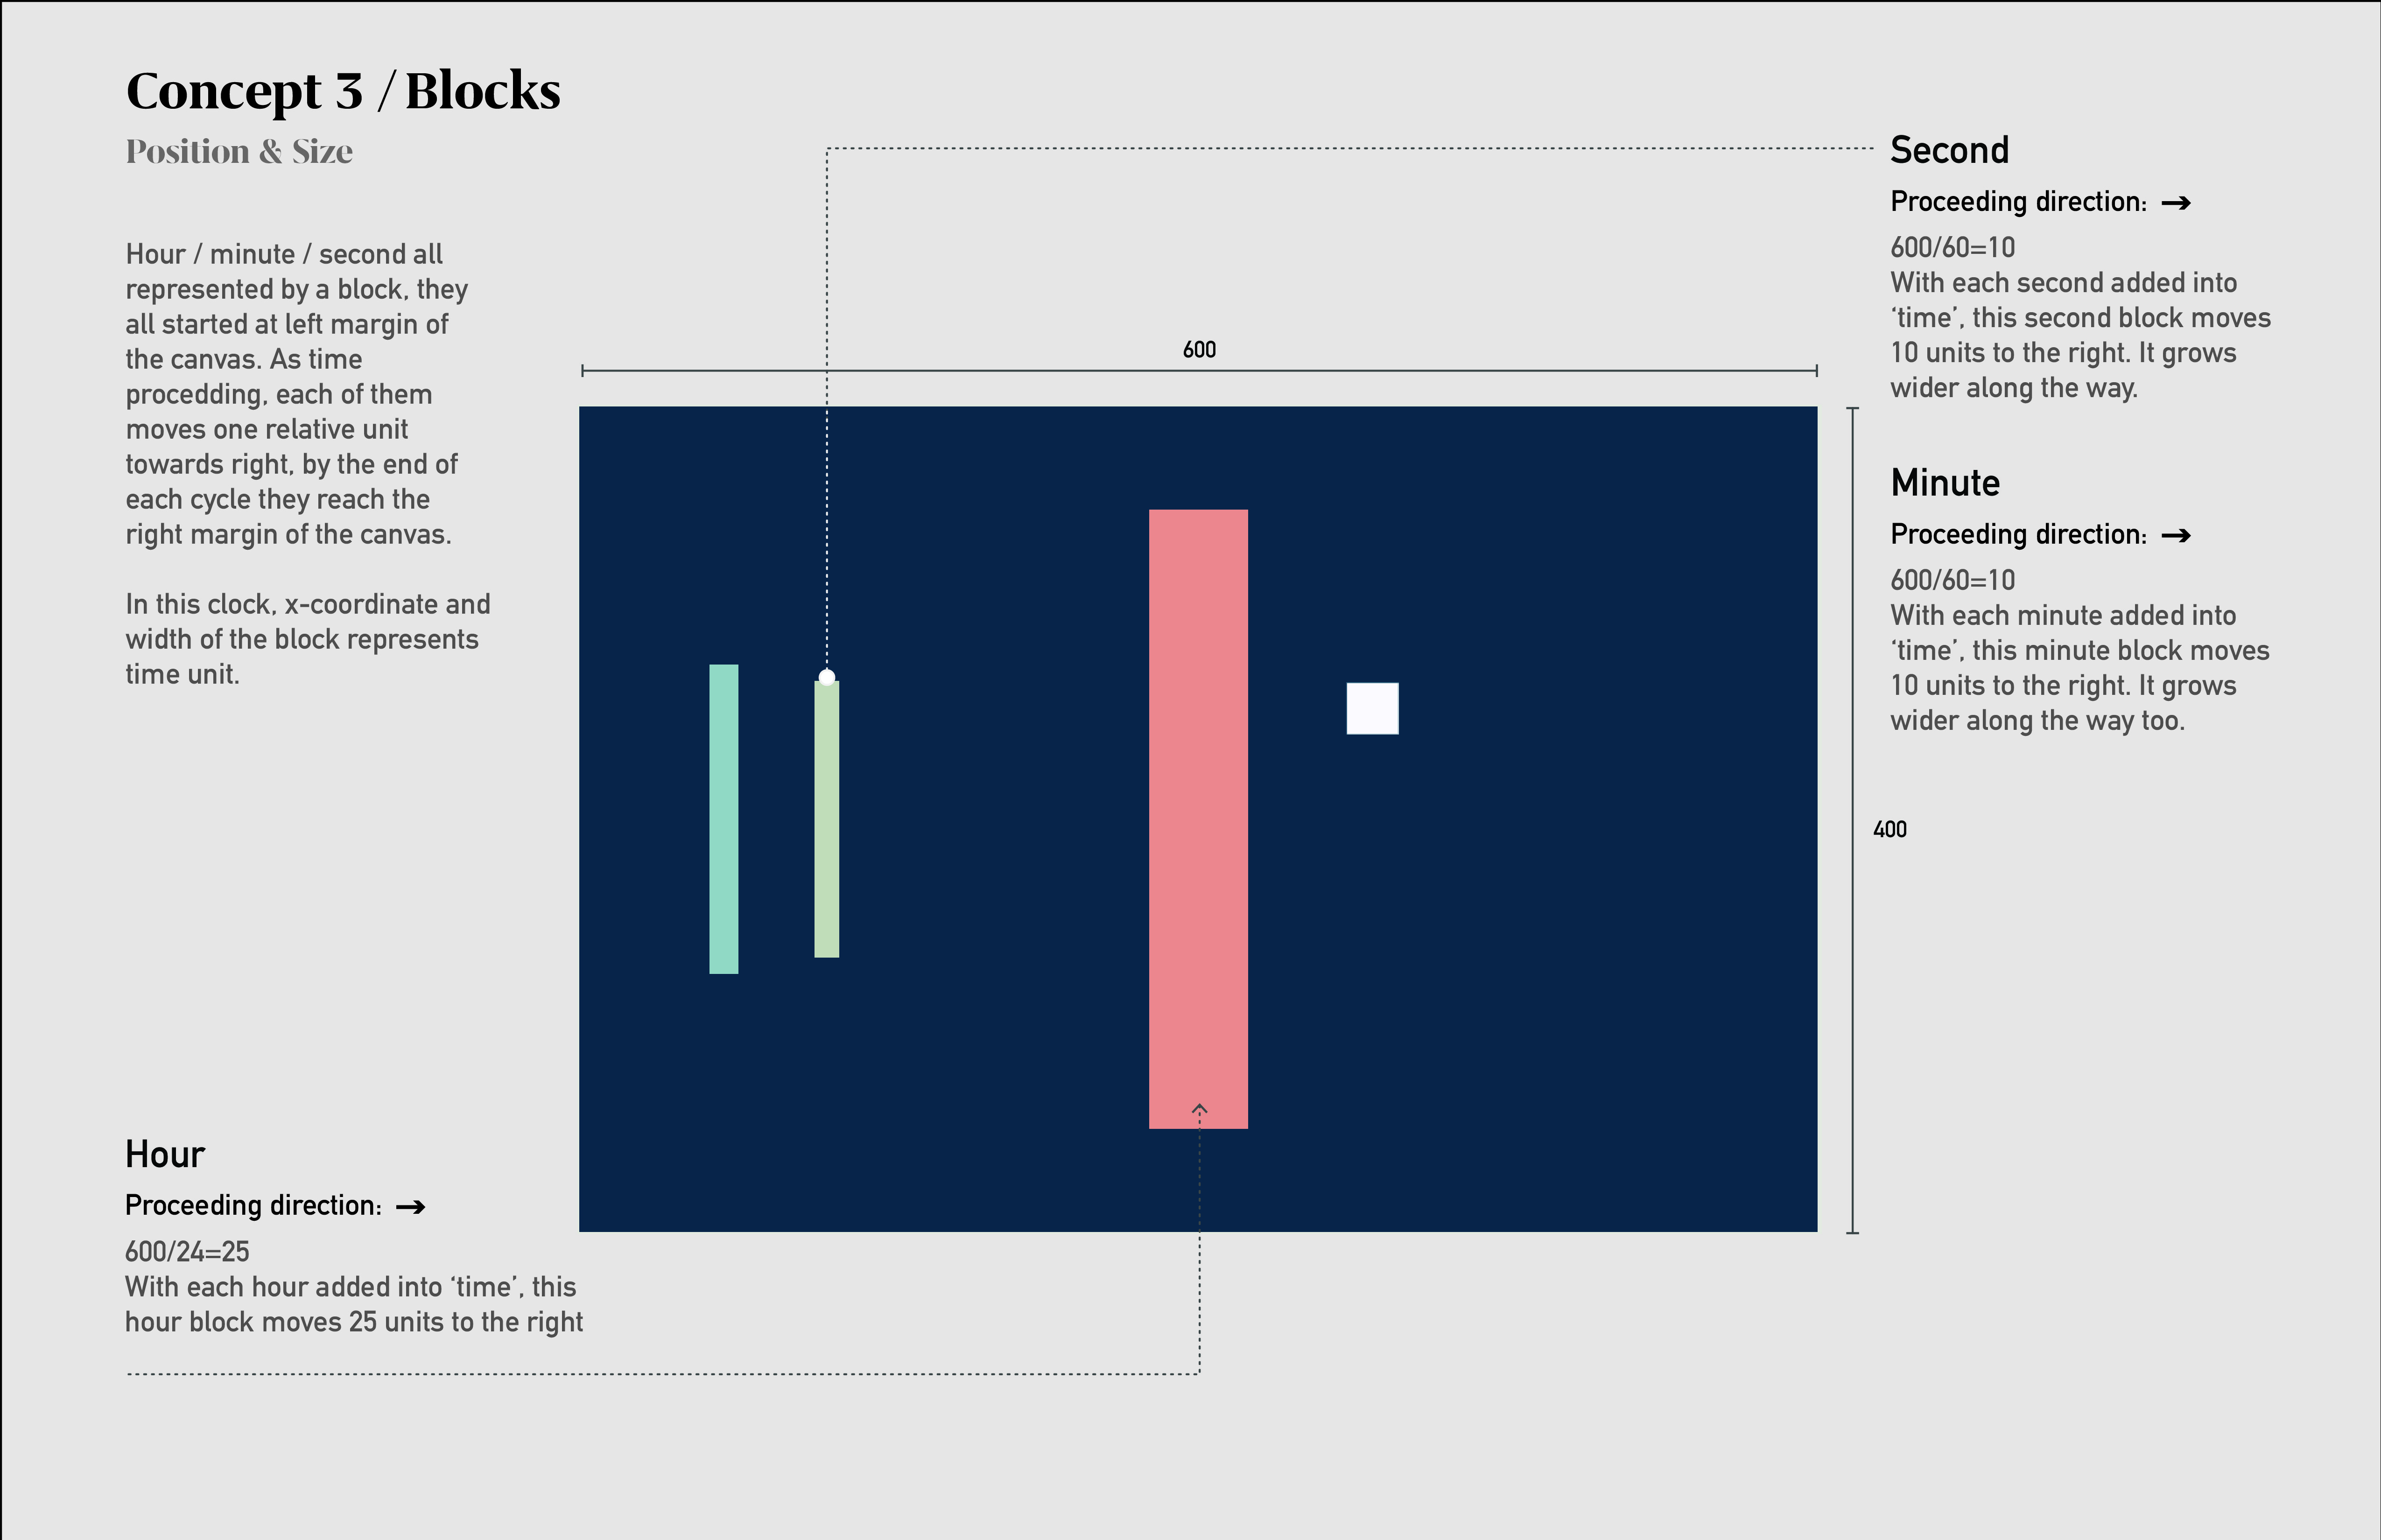 Concept 3 / Blocks
Position & Size
Hour / minute / second all
represented by a block, they
all started at left margin of
the canvas. As time
procedding, each of them
moves one relative unit
towards right, by the end of
each cycle they reach the
right margin of the canvas.
In this clock, x-coordinate and
width of the block represents
time unit.
Hour
Proceeding direction: →
600/24=25
With each hour added into ‘time’, this
hour block moves 25 units to the right
600
400
Second
Proceeding direction: →
600/60=10
With each second added into
‘time’, this second block moves
10 units to the right. It grows
wider along the way.
Minute
Proceeding direction: →
600/60=10
With each minute added into
‘time’, this minute block moves
10 units to the right. It grows
wider along the way too.